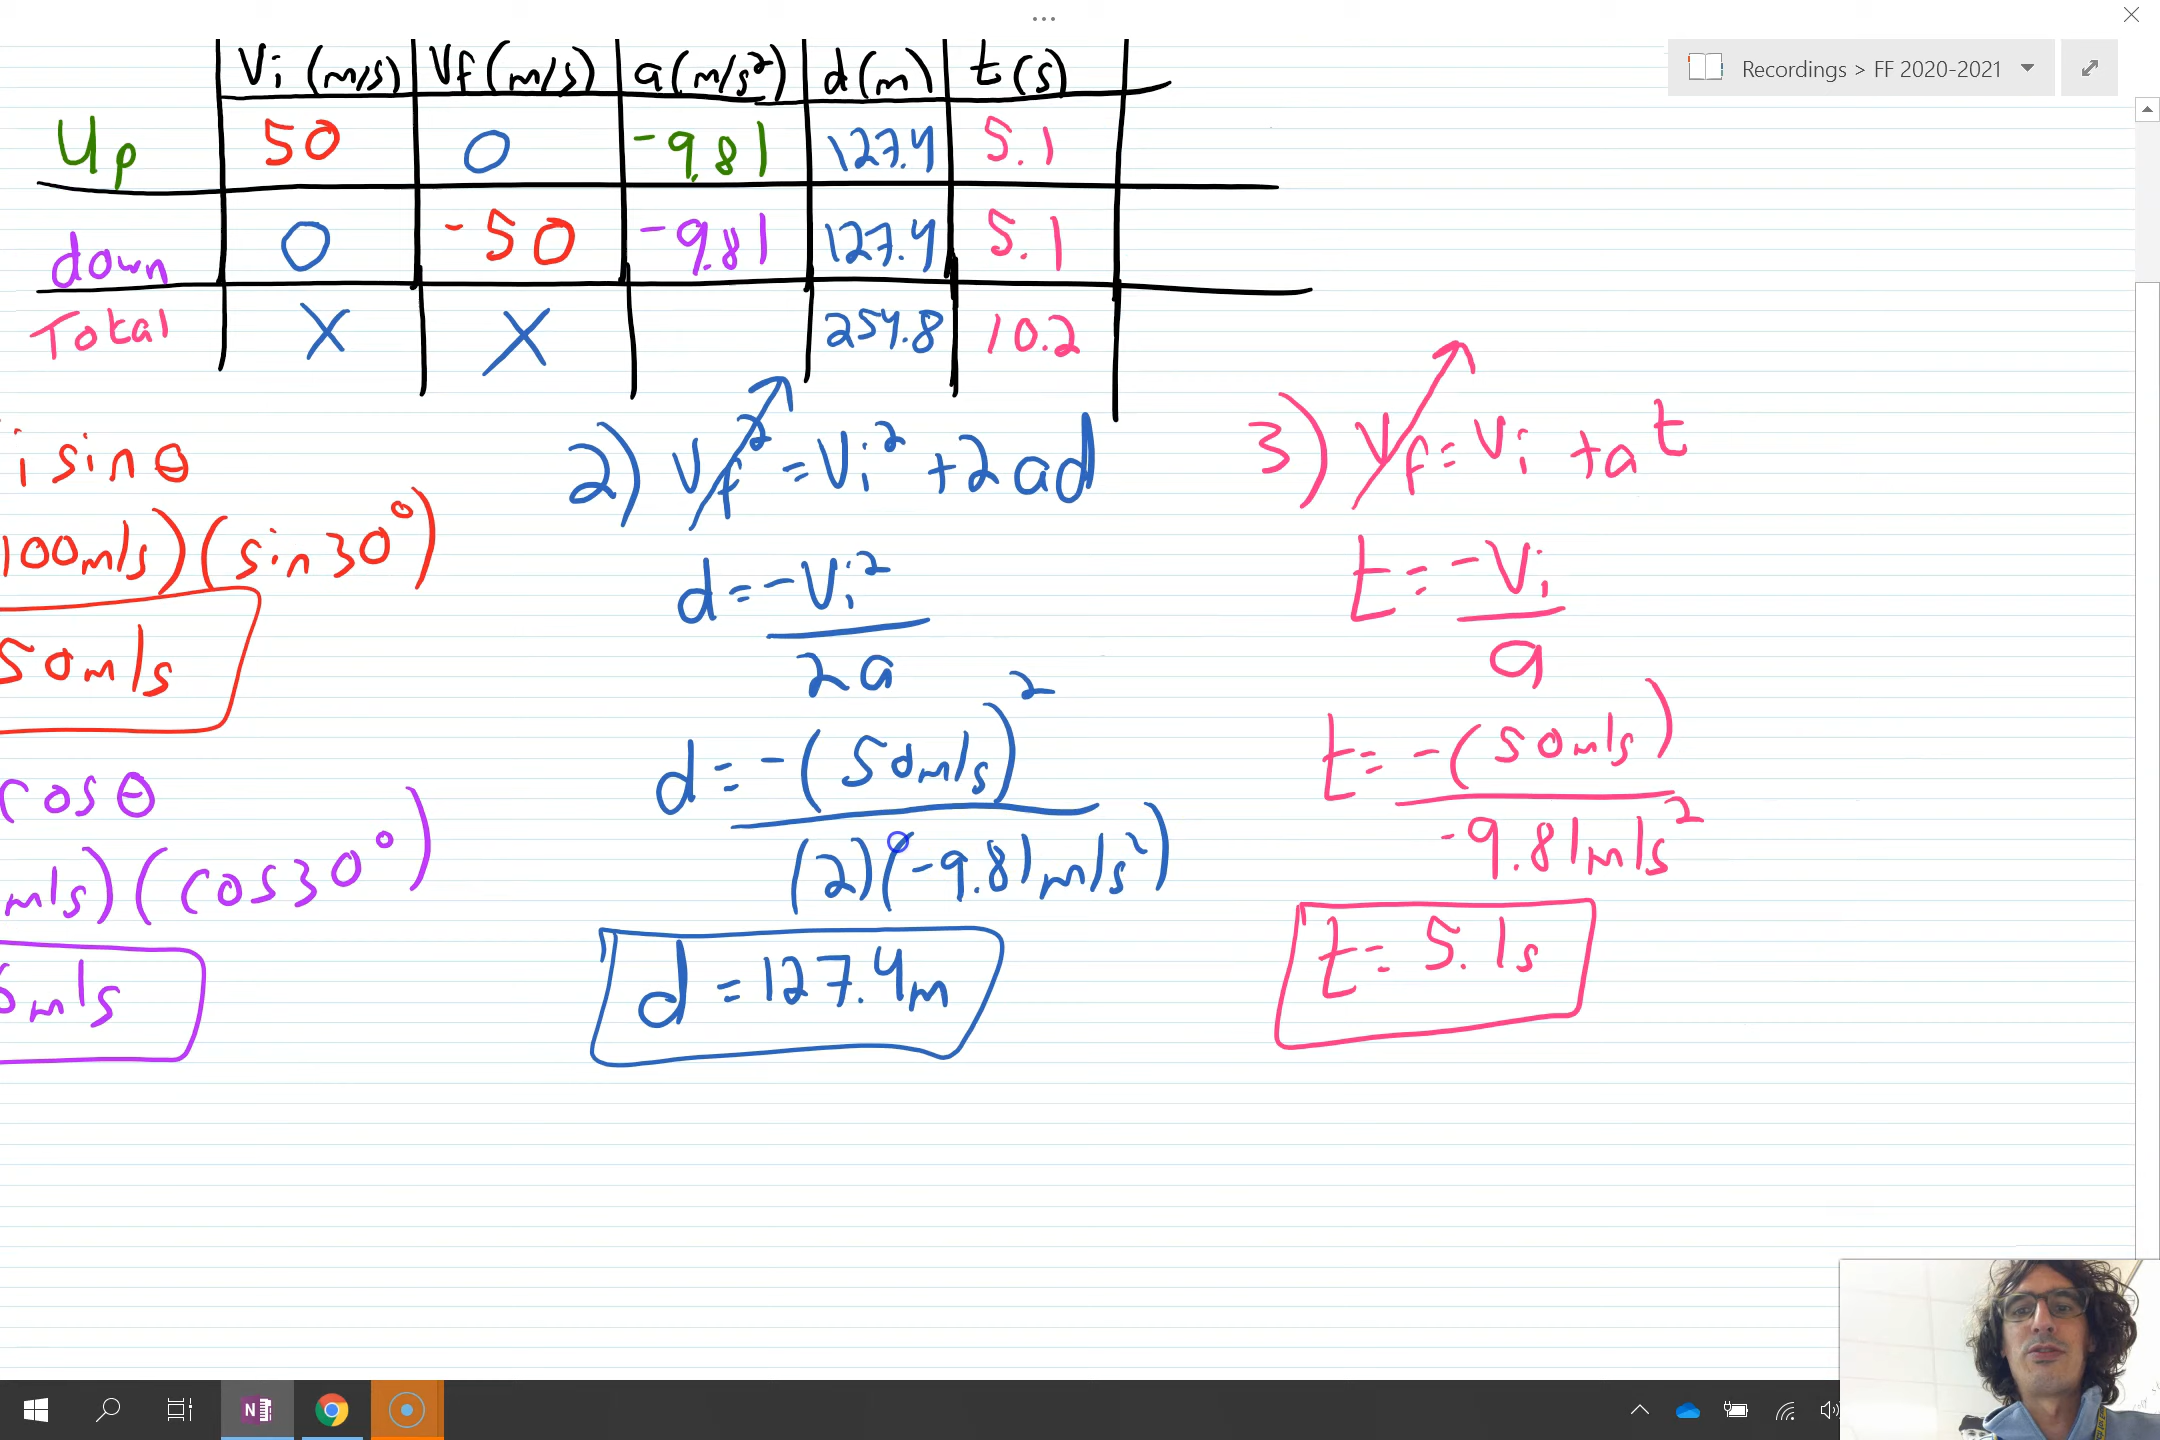 Recordings > FF 2020-2021
Vi (m/s) Vf (m/s) a (m/s²) d (m) t (s)
Up 50 0 -9.81 127.4 5.1
down 0 -50 -9.81 127.4 5.1
Total X X 254.8 10.2
i sin θ
100m/s) (sin 30°)
50m/s
cos θ
m/s) (cos 30°)
m/s
2) Vf² = Vi² + 2ad
d = -Vi²
2a
d = -(50m/s)²
(2)(-9.81m/s²)
d = 127.4m
3) Vf = Vi + at
t = -Vi
a
t = -(50m/s)
-9.81m/s²
t = 5.1s